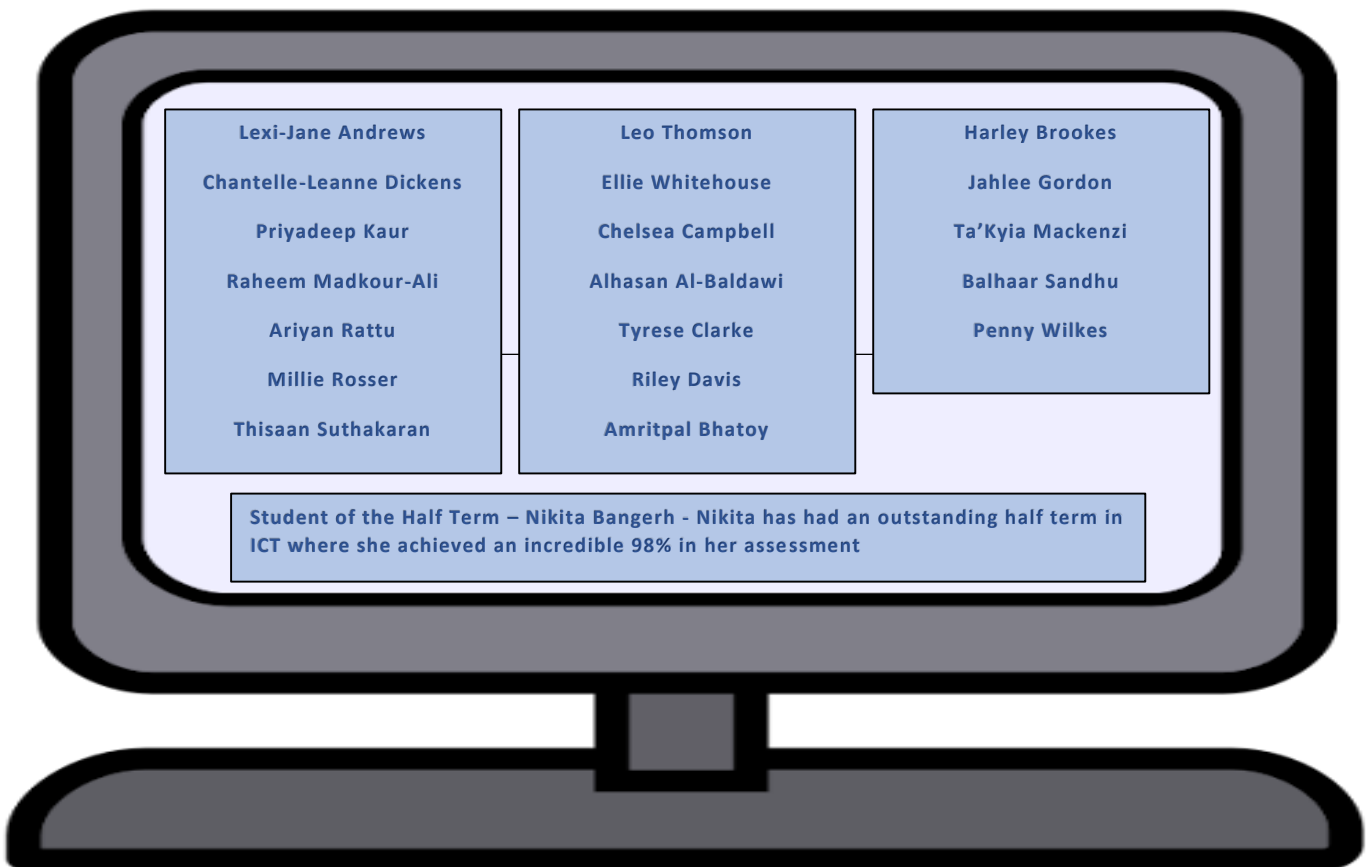 Lexi-Jane Andrews
Chantelle-Leanne Dickens
Priyadeep Kaur
Raheem Madkour-Ali
Ariyan Rattu
Millie Rosser
Thisaan Suthakaran
Leo Thomson
Ellie Whitehouse
Chelsea Campbell
Alhasan Al-Baldawi
Tyrese Clarke
Riley Davis
Amritpal Bhatoy
Harley Brookes
Jahlee Gordon
Ta’Kyia Mackenzi
Balhaar Sandhu
Penny Wilkes
Student of the Half Term – Nikita Bangerh - Nikita has had an outstanding half term in
ICT where she achieved an incredible 98% in her assessment